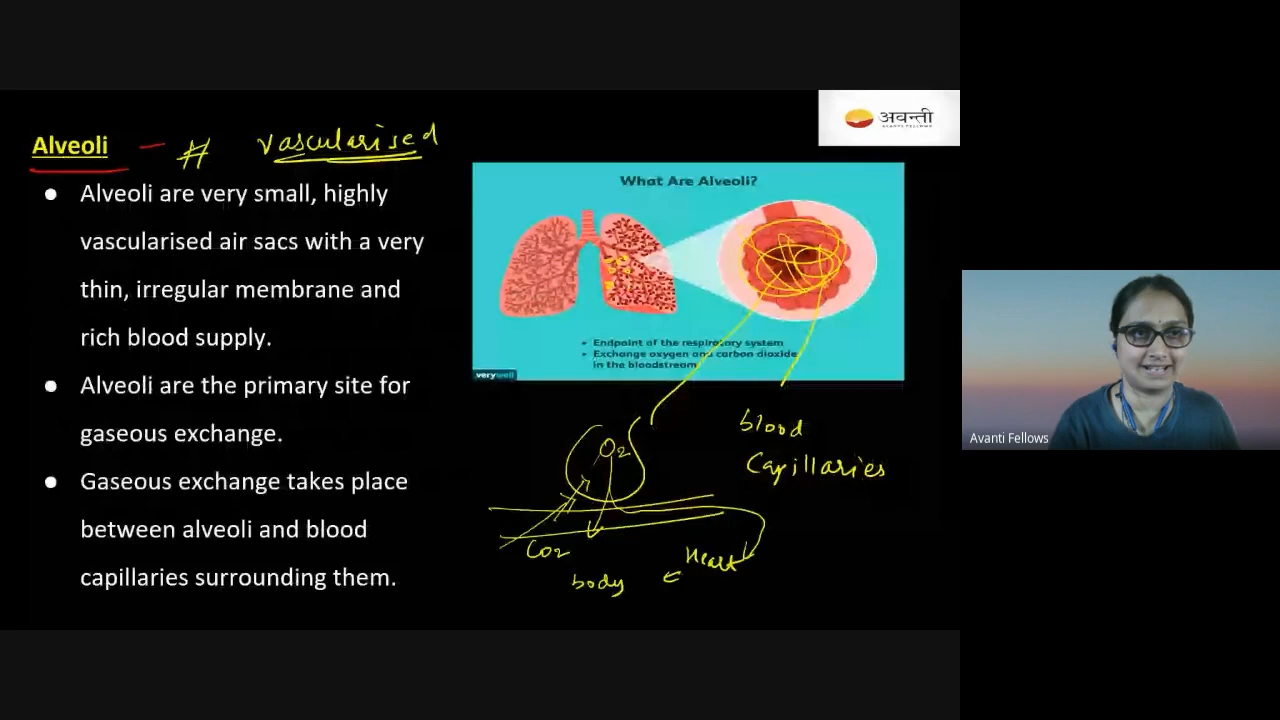 Alveoli - # vascularised
अवन्ती
● Alveoli are very small, highly
vascularised air sacs with a very
thin, irregular membrane and
rich blood supply.
● Alveoli are the primary site for
gaseous exchange.
● Gaseous exchange takes place
between alveoli and blood
capillaries surrounding them.
What Are Alveoli?
• Endpoint of the respiratory system
• Exchange oxygen and carbon dioxide
in the bloodstream
verywell
blood
Capillaries
O2
CO2
Heart
body ←
Avanti Fellows